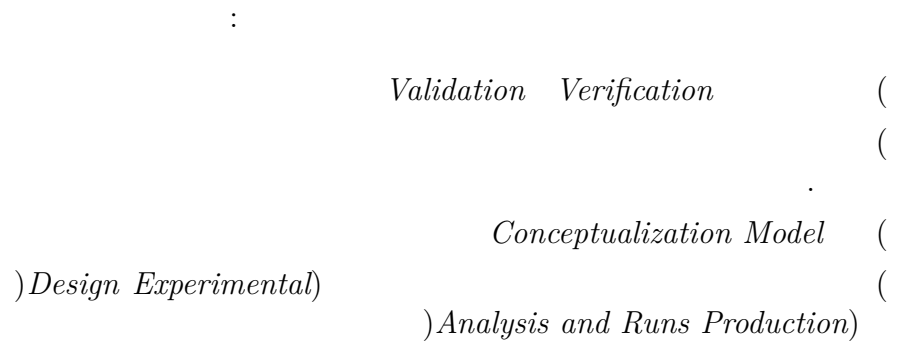 :
Validation Verification (
(
.
Conceptualization Model (
)Design Experimental) (
)Analysis and Runs Production)